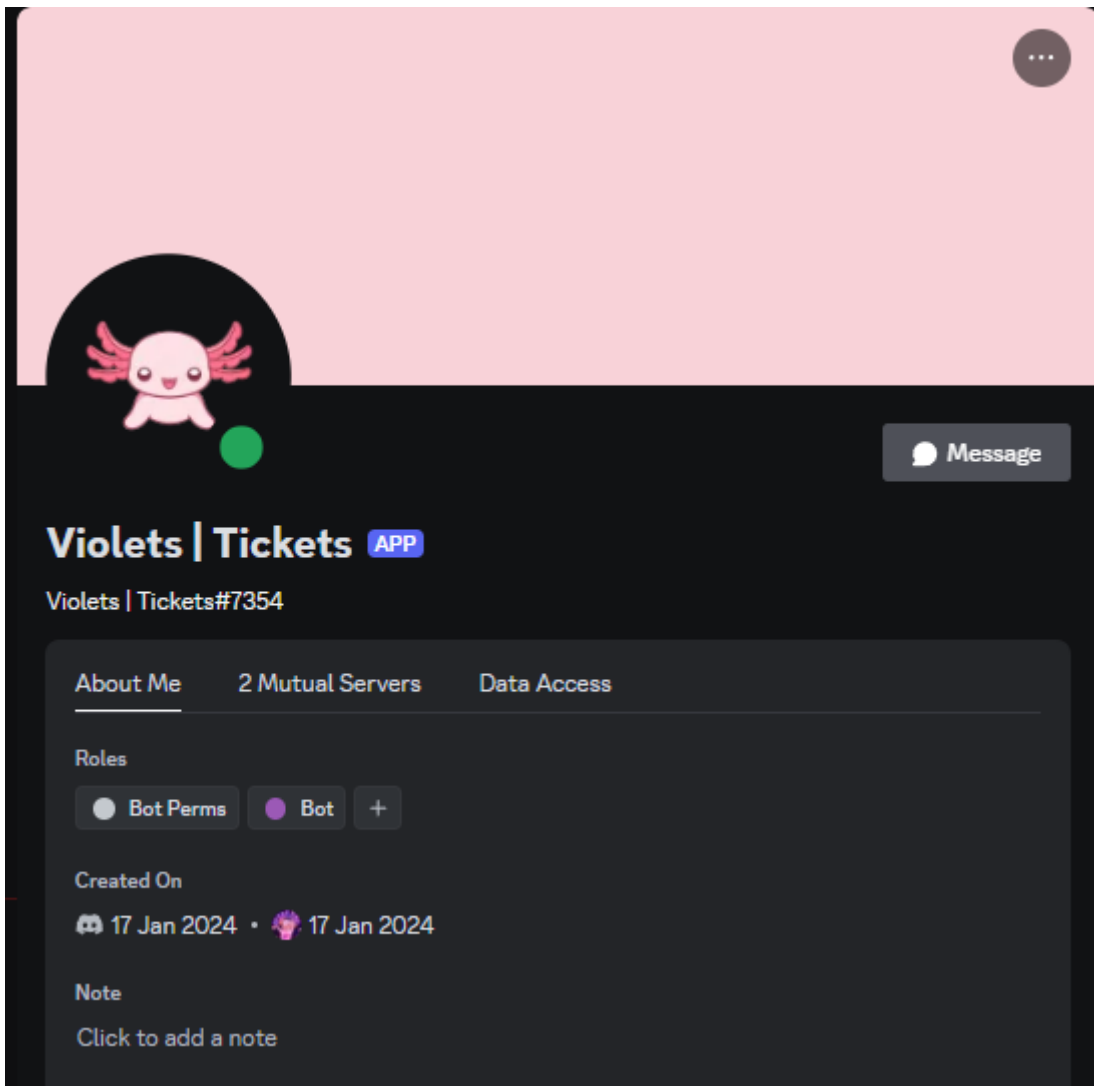 Message
Violets | Tickets APP
Violets | Tickets#7354
About Me 2 Mutual Servers Data Access
Roles
Bot Perms Bot +
Created On
17 Jan 2024 • 17 Jan 2024
Note
Click to add a note